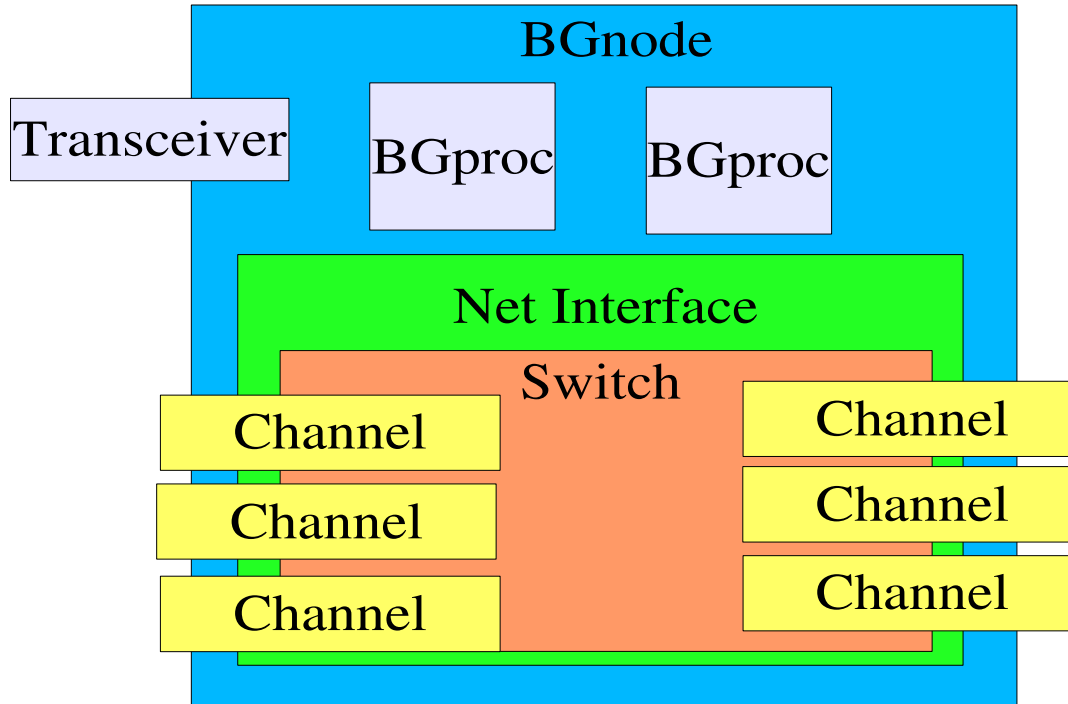 BGnode
Transceiver
BGproc
BGproc
Net Interface
Switch
Channel
Channel
Channel
Channel
Channel
Channel